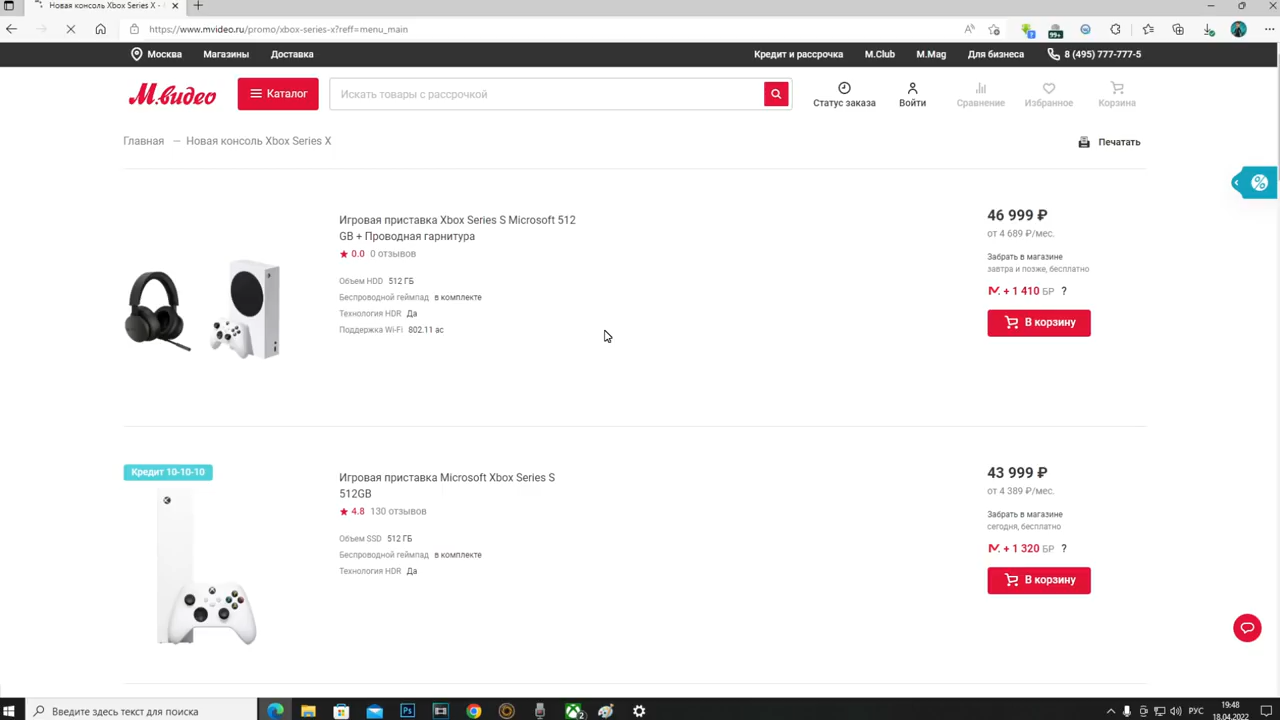 Новая консоль Xbox Series X -
https://www.mvideo.ru/promo/xbox-series-x?reff=menu_main
99+
Москва Магазины Доставка Кредит и рассрочка M.Club M.Mag Для бизнеса 8 (495) 777-777-5
М.видео Каталог Искать товары с рассрочкой Статус заказа Войти Сравнение Избранное Корзина
Главная — Новая консоль Xbox Series X Печатать
Игровая приставка Xbox Series S Microsoft 512
GB + Проводная гарнитура
0.0 0 отзывов
Объем HDD 512 ГБ
Беспроводной геймпад в комплекте
Технология HDR Да
Поддержка Wi-Fi 802.11 ac
46 999 ₽
от 4 689 ₽/мес.
Забрать в магазине
завтра и позже, бесплатно
М. + 1 410 БР ?
В корзину
Кредит 10-10-10
Игровая приставка Microsoft Xbox Series S
512GB
4.8 130 отзывов
Объем SSD 512 ГБ
Беспроводной геймпад в комплекте
Технология HDR Да
43 999 ₽
от 4 389 ₽/мес.
Забрать в магазине
сегодня, бесплатно
М. + 1 320 БР ?
В корзину
Введите здесь текст для поиска
Ps
2
РУС
19:48
18.04.2022